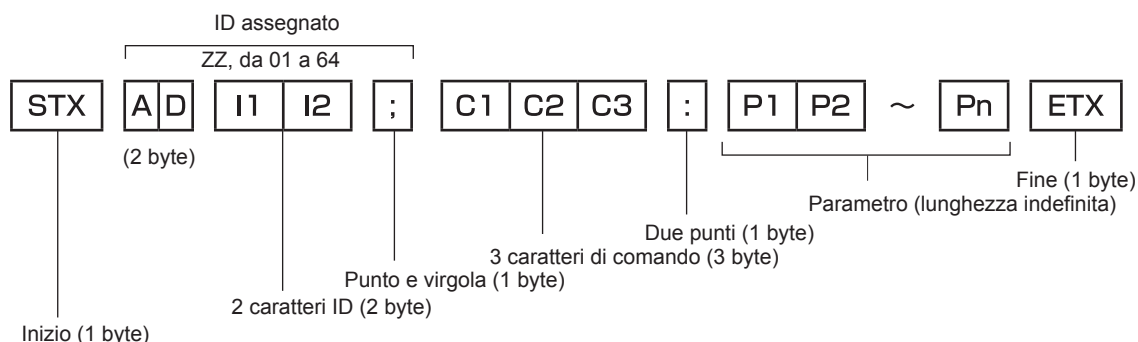 ID assegnato
ZZ, da 01 a 64
STX A D I1 I2 ; C1 C2 C3 : P1 P2 ~ Pn ETX
(2 byte)
Fine (1 byte)
Parametro (lunghezza indefinita)
Due punti (1 byte)
3 caratteri di comando (3 byte)
Punto e virgola (1 byte)
2 caratteri ID (2 byte)
Inizio (1 byte)